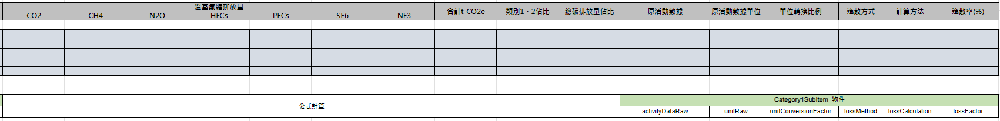 溫室氣體排放量
CO2 CH4 N2O HFCs PFCs SF6 NF3 合計t-CO2e 類別1、2佔比 總碳排放量佔比 原活動數據 原活動數據單位 單位轉換比例 逸散方式 計算方法 逸散率(%)
Category1SubItem 物件
公式計算
activityDataRaw unitRaw unitConversionFactor lossMethod lossCalculation lossFactor